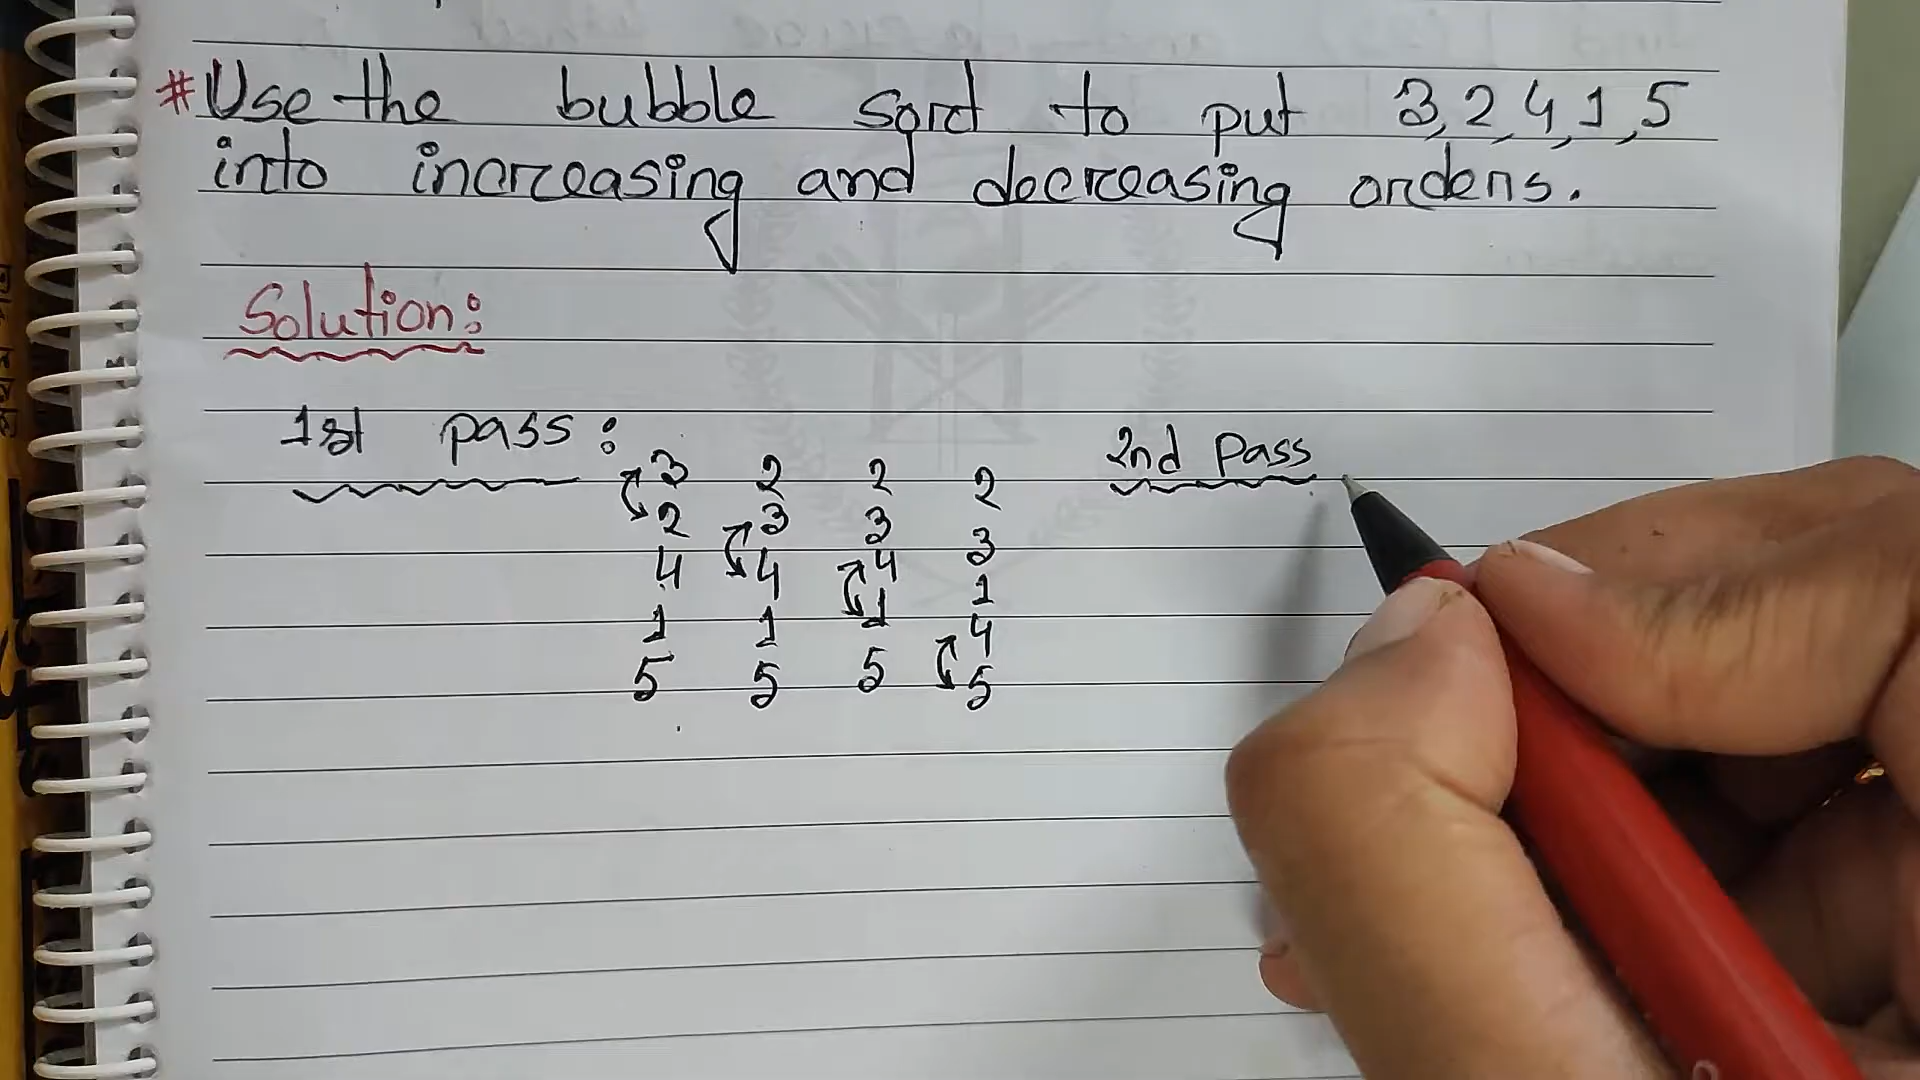 #Use the bubble sort to put 3, 2, 4, 1, 5
into increasing and decreasing orders.
Solution:
1st pass:
2nd Pass
3 2 2 2
2 3 3 3
4 4 4 1
1 1 1 4
5 5 5 5